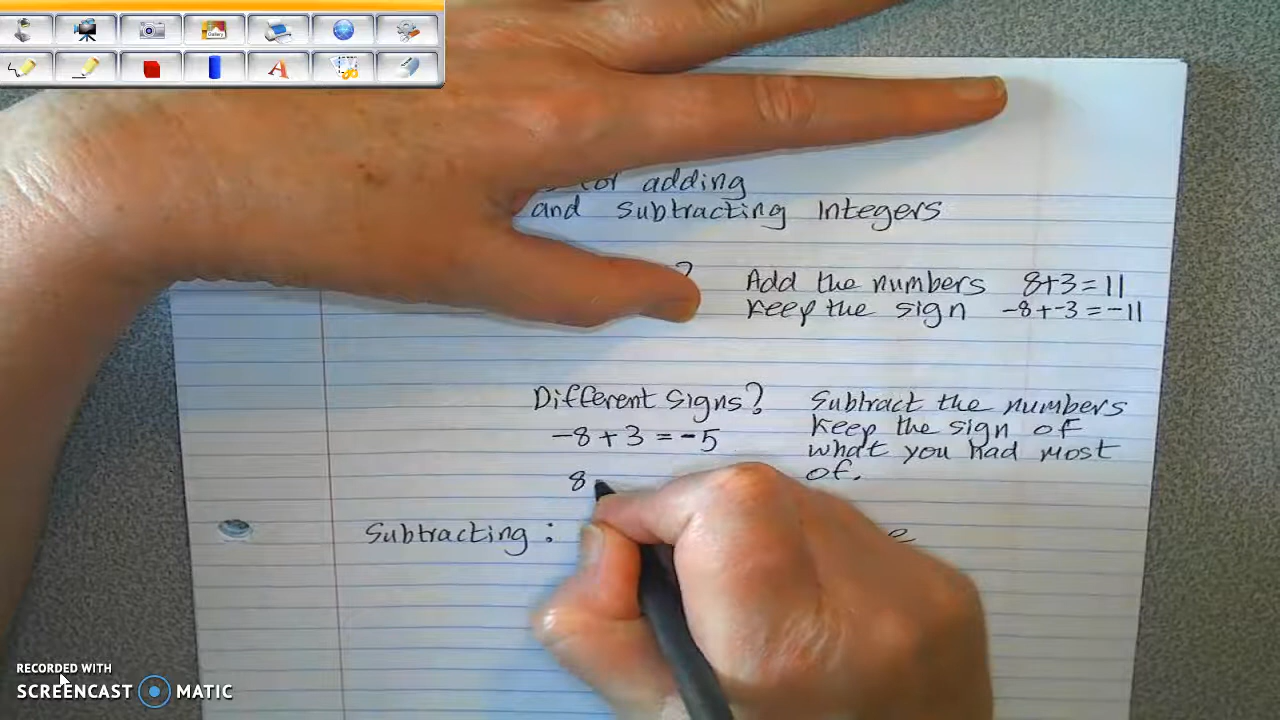 for adding
and subtracting Integers
?
Add the numbers 8+3=11
keep the sign -8+-3=-11
Different Signs?
-8+3=-5
8
Subtract the numbers
keep the sign of
what you had most
of.
Subtracting:
RECORDED WITH
SCREENCAST MATIC